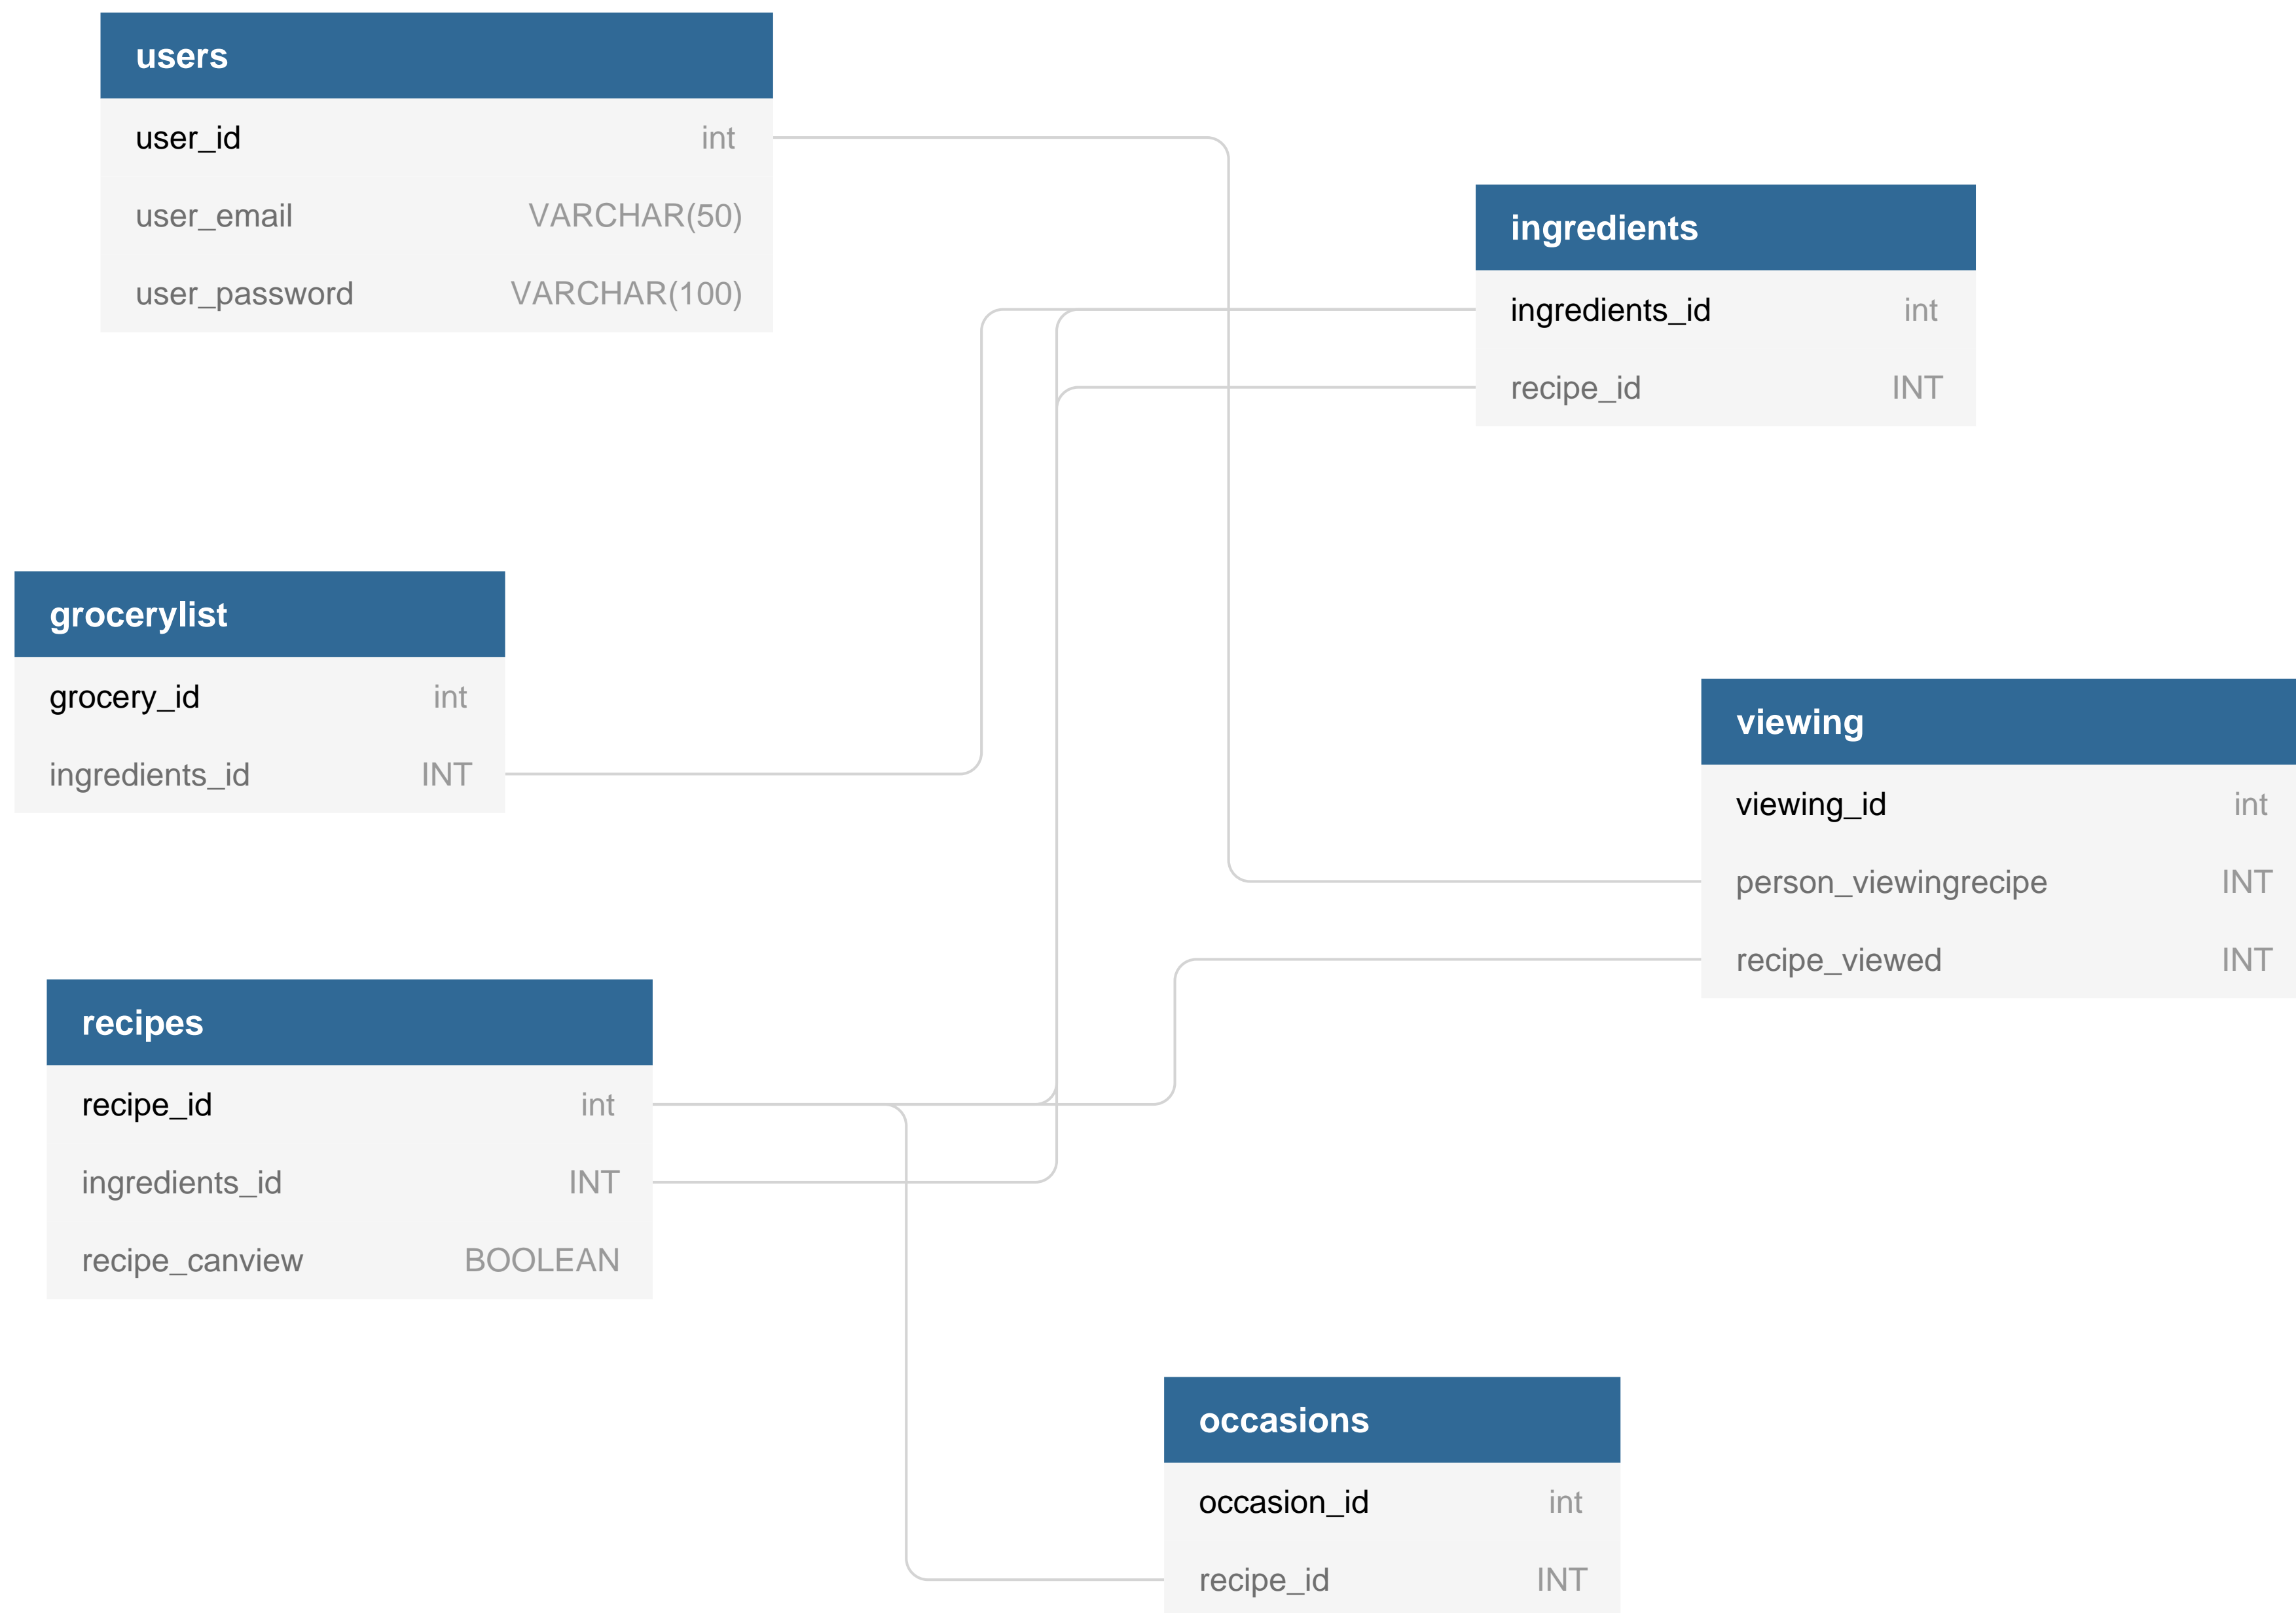 users
user_id int
user_email VARCHAR(50)
user_password VARCHAR(100)
ingredients
ingredients_id int
recipe_id INT
grocerylist
grocery_id int
ingredients_id INT
viewing
viewing_id int
person_viewingrecipe INT
recipe_viewed INT
recipes
recipe_id int
ingredients_id INT
recipe_canview BOOLEAN
occasions
occasion_id int
recipe_id INT